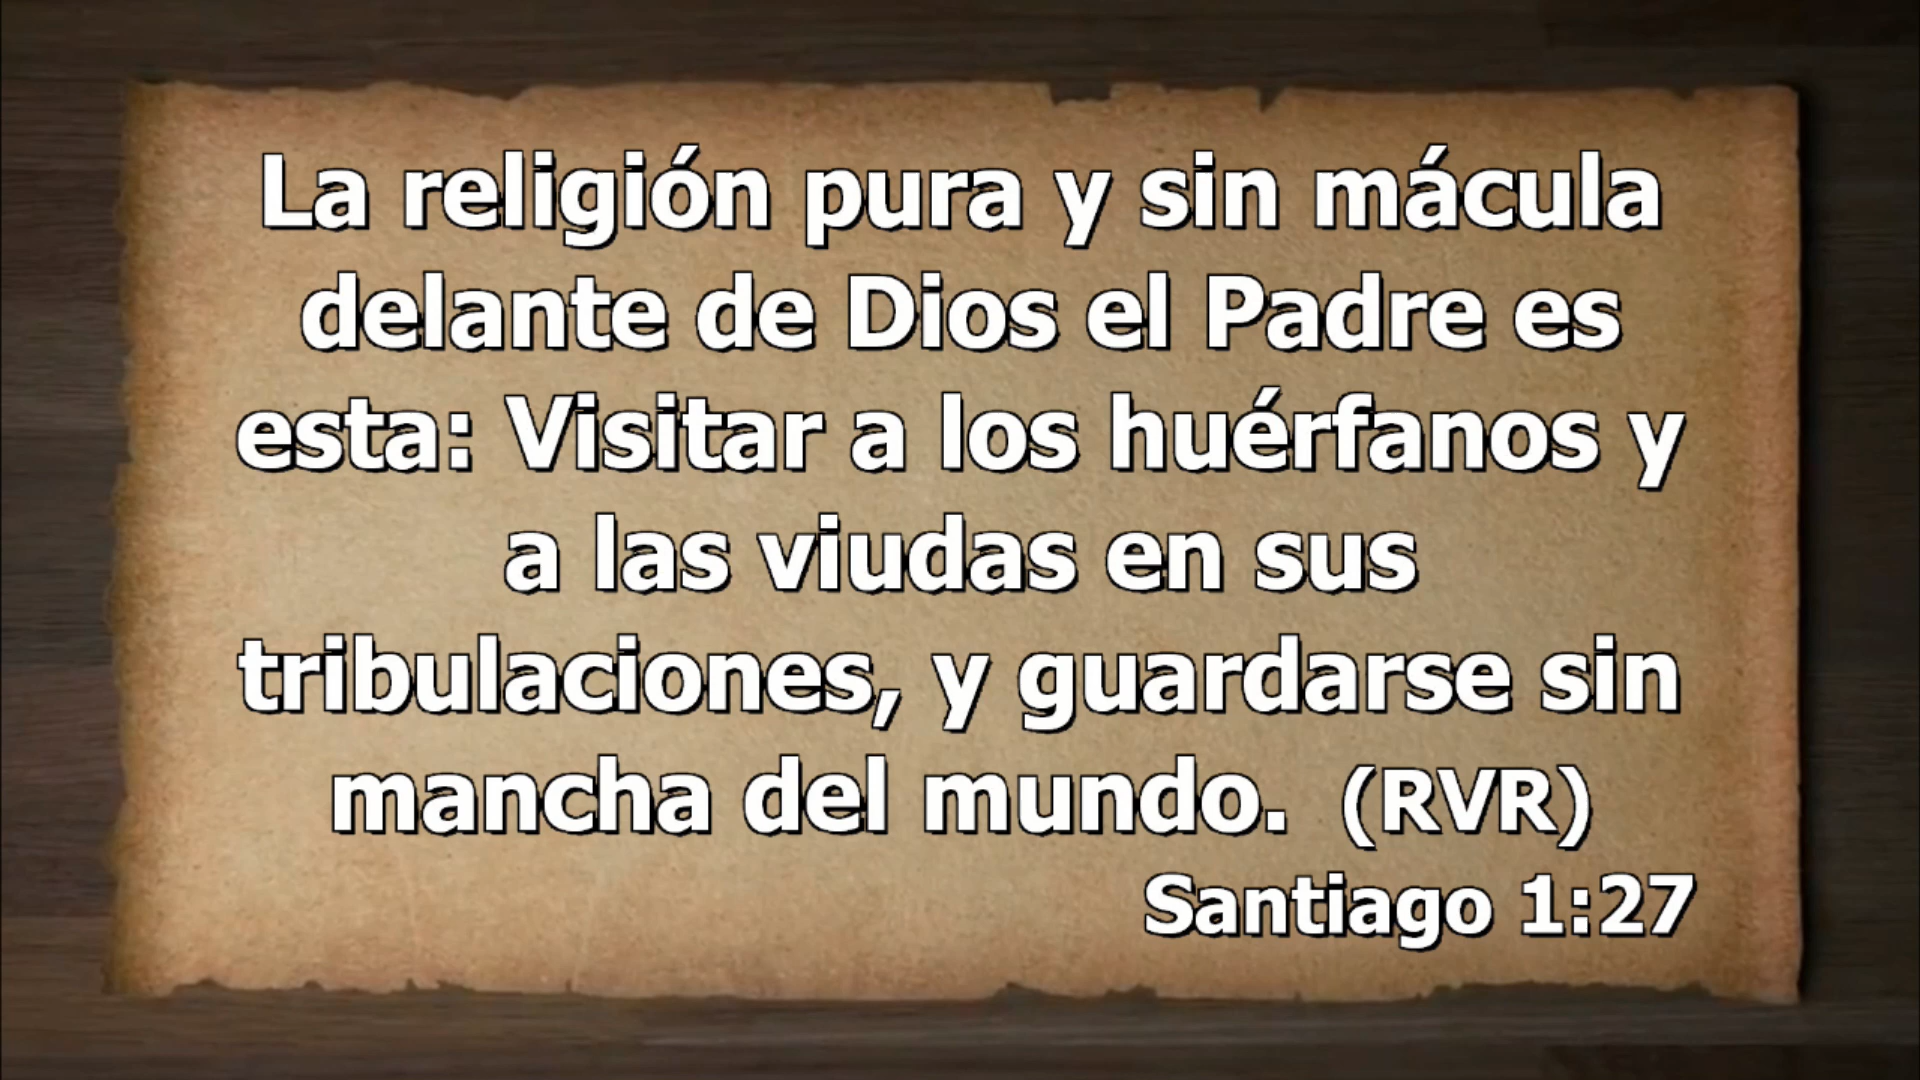 La religión pura y sin mácula
delante de Dios el Padre es
esta: Visitar a los huérfanos y
a las viudas en sus
tribulaciones, y guardarse sin
mancha del mundo.  (RVR)
Santiago 1:27